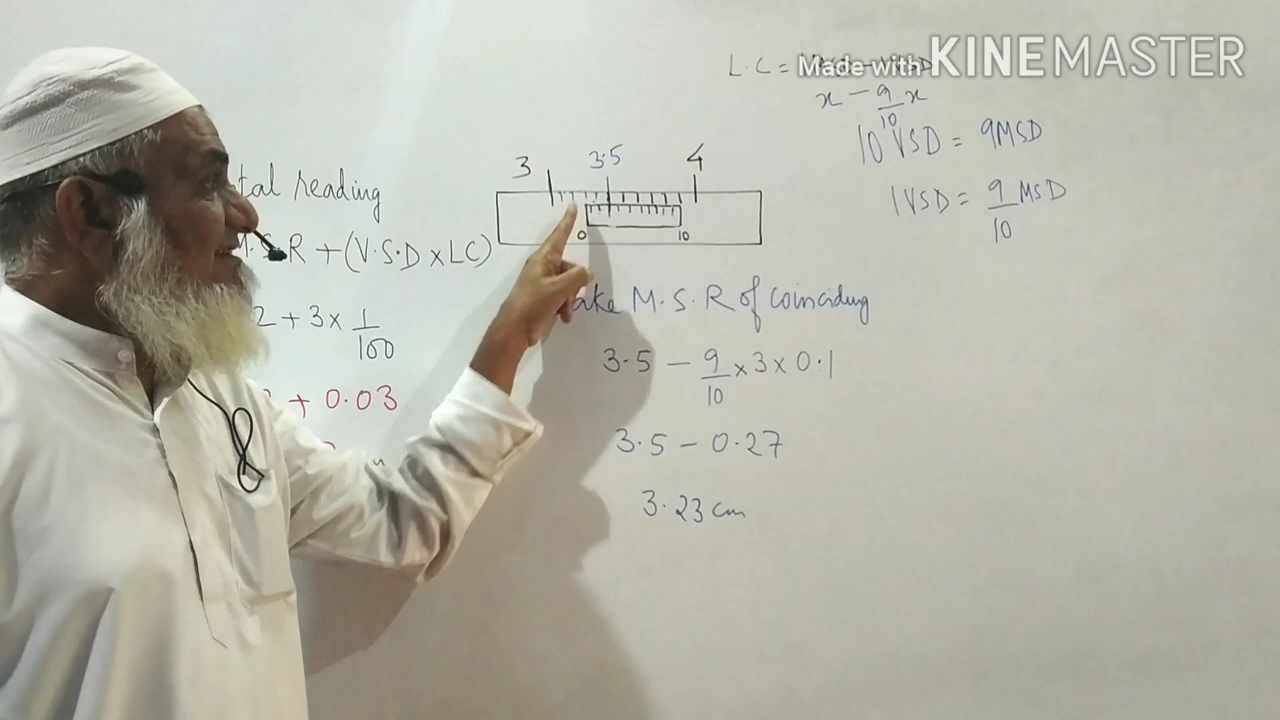 Made with KINEMASTER
L.C =
x - 9/10 x
10 VSD = 9MSD
1VSD = 9/10 MSD
3 3.5 4
0 10
tal reading
M.S.R + (V.S.D x LC)
2 + 3 x 1/100
+ 0.03
ake M.S.R of coinciding
3.5 - 9/10 x 3 x 0.1
3.5 - 0.27
3.23 cm